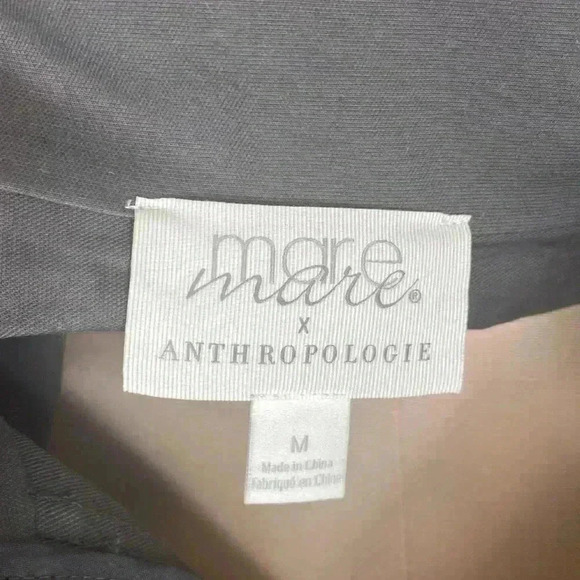 mare
mare®
X
ANTHROPOLOGIE
M
Made in China
Fabriqué en Chine